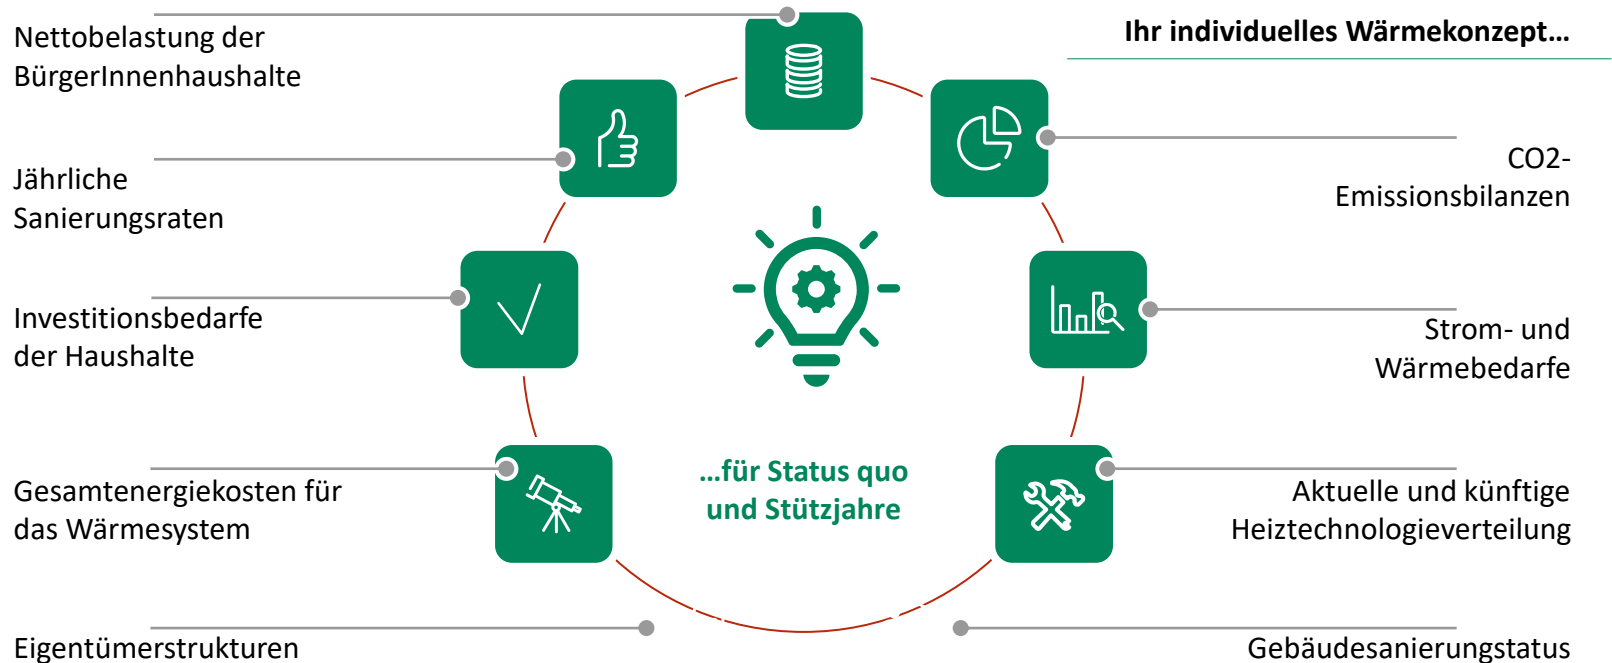 Ihr individuelles Wärmekonzept…
Nettobelastung der
BürgerInnenhaushalte
Jährliche
Sanierungsraten
Investitionsbedarfe
der Haushalte
Gesamtenergiekosten für
das Wärmesystem
Eigentümerstrukturen
…für Status quo
und Stützjahre
CO2-
Emissionsbilanzen
Strom- und
Wärmebedarfe
Aktuelle und künftige
Heiztechnologieverteilung
Gebäudesanierungstatus